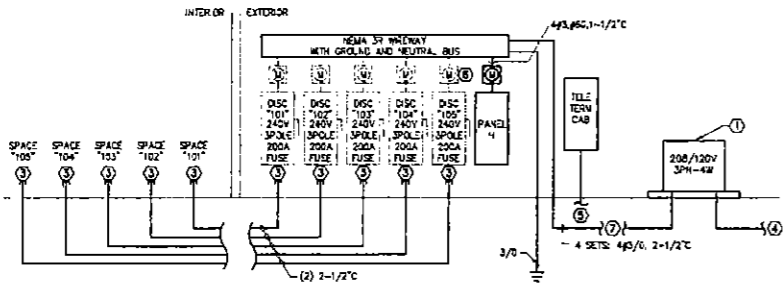 INTERIOR EXTERIOR
NEMA 3R WIREWAY
WITH GROUND AND NEUTRAL BUS
4#3,#6G,1-1/2"C
M M M M M 6 M
DISC "101" 240V 3POLE 200A FUSE
DISC "102" 240V 3POLE 200A FUSE
DISC "103" 240V 3POLE 200A FUSE
DISC "104" 240V 3POLE 200A FUSE
DISC "105" 240V 3POLE 200A FUSE
PANEL
TELE
TERM
CAB
1
208/120V
3PH-4W
SPACE "105"
SPACE "104"
SPACE "103"
SPACE "102"
SPACE "101"
3 3 3 3 3 3 3 3 3 3
5
7
4
4 SETS: 4#3/0, 2-1/2"C
3/0
(2) 2-1/2"C